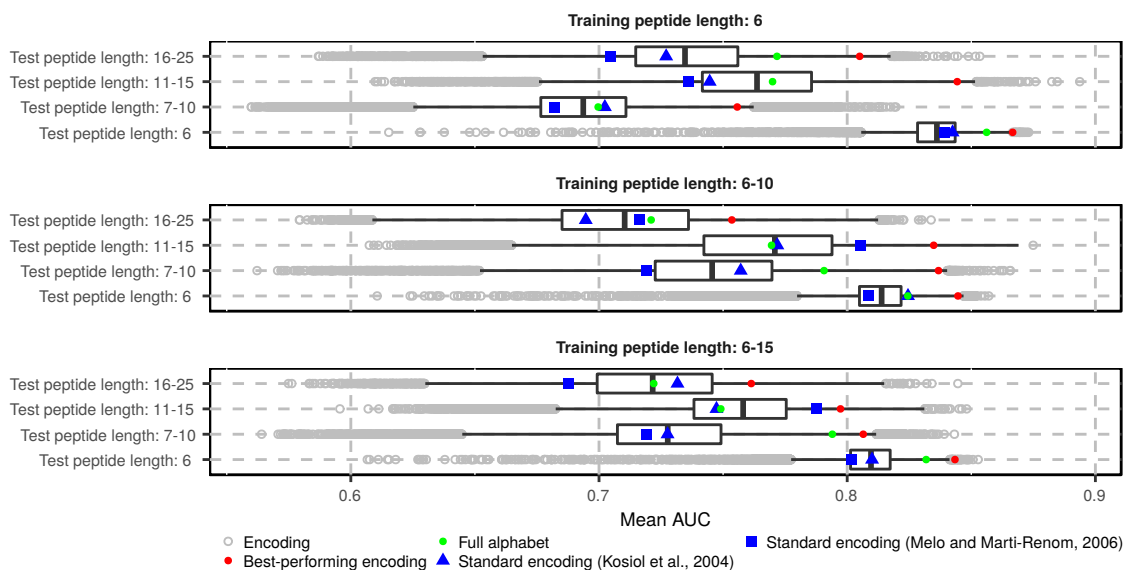 Training peptide length: 6
Test peptide length: 16-25
Test peptide length: 11-15
Test peptide length: 7-10
Test peptide length: 6
Training peptide length: 6-10
Test peptide length: 16-25
Test peptide length: 11-15
Test peptide length: 7-10
Test peptide length: 6
Training peptide length: 6-15
Test peptide length: 16-25
Test peptide length: 11-15
Test peptide length: 7-10
Test peptide length: 6
0.6 0.7 0.8 0.9
Mean AUC
Encoding Full alphabet Standard encoding (Melo and Marti-Renom, 2006)
Best-performing encoding Standard encoding (Kosiol et al., 2004)